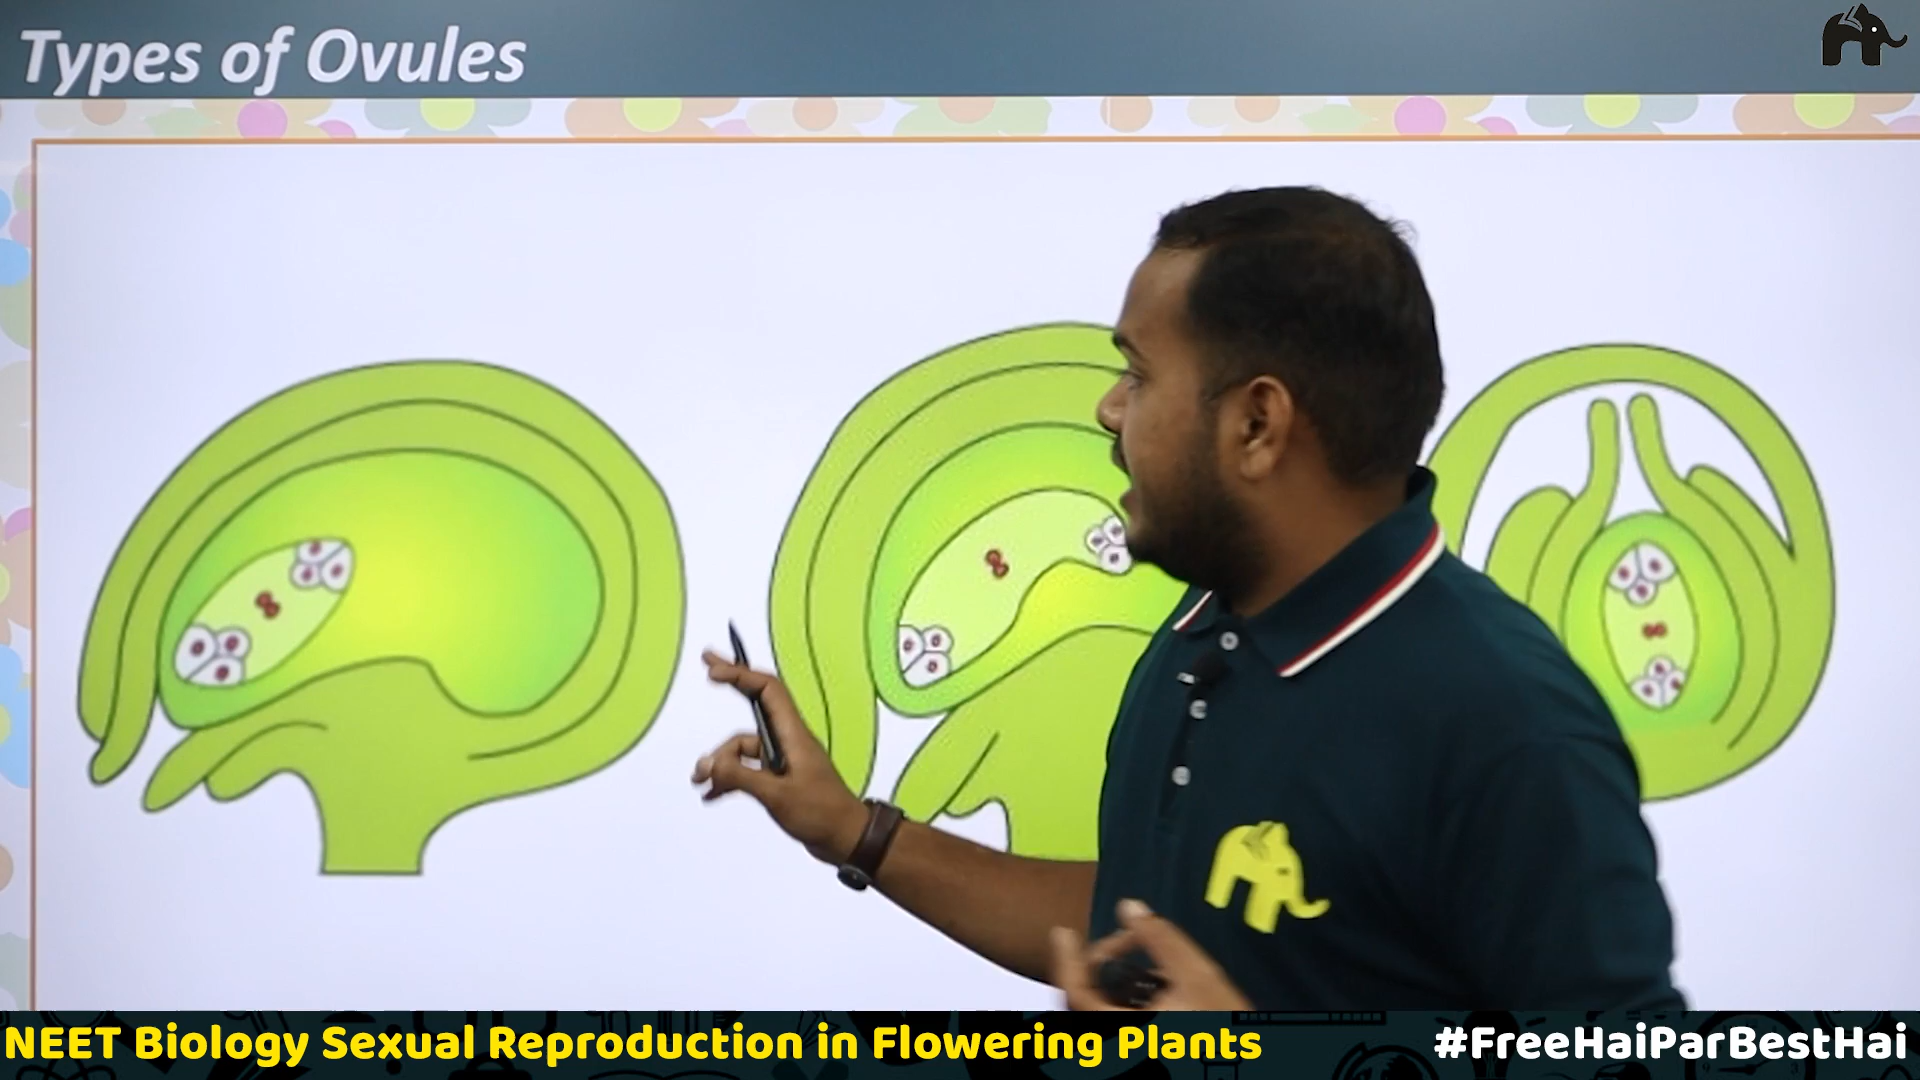 Types of Ovules
NEET Biology Sexual Reproduction in Flowering Plants
#FreeHaiParBestHai